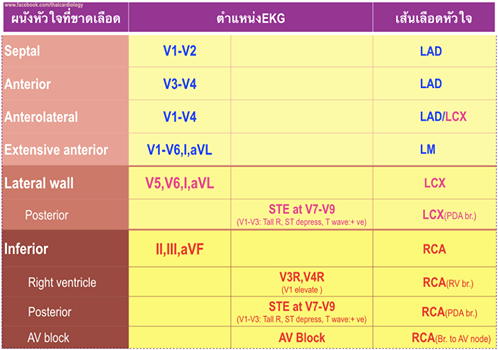 www.facebook.com/thaicardiology
ผนังหัวใจที่ขาดเลือด ตำแหน่งEKG เส้นเลือดหัวใจ
Septal V1-V2 LAD
Anterior V3-V4 LAD
Anterolateral V1-V4 LAD/LCX
Extensive anterior V1-V6,I,aVL LM
Lateral wall V5,V6,I,aVL LCX
Posterior STE at V7-V9 LCX(PDA br.)
(V1-V3: Tall R, ST depress, T wave:+ ve)
Inferior II,III,aVF RCA
Right ventricle V3R,V4R RCA(RV br.)
(V1 elevate )
Posterior STE at V7-V9 RCA(PDA br.)
(V1-V3: Tall R, ST depress, T wave:+ ve)
AV block AV Block RCA(Br. to AV node)